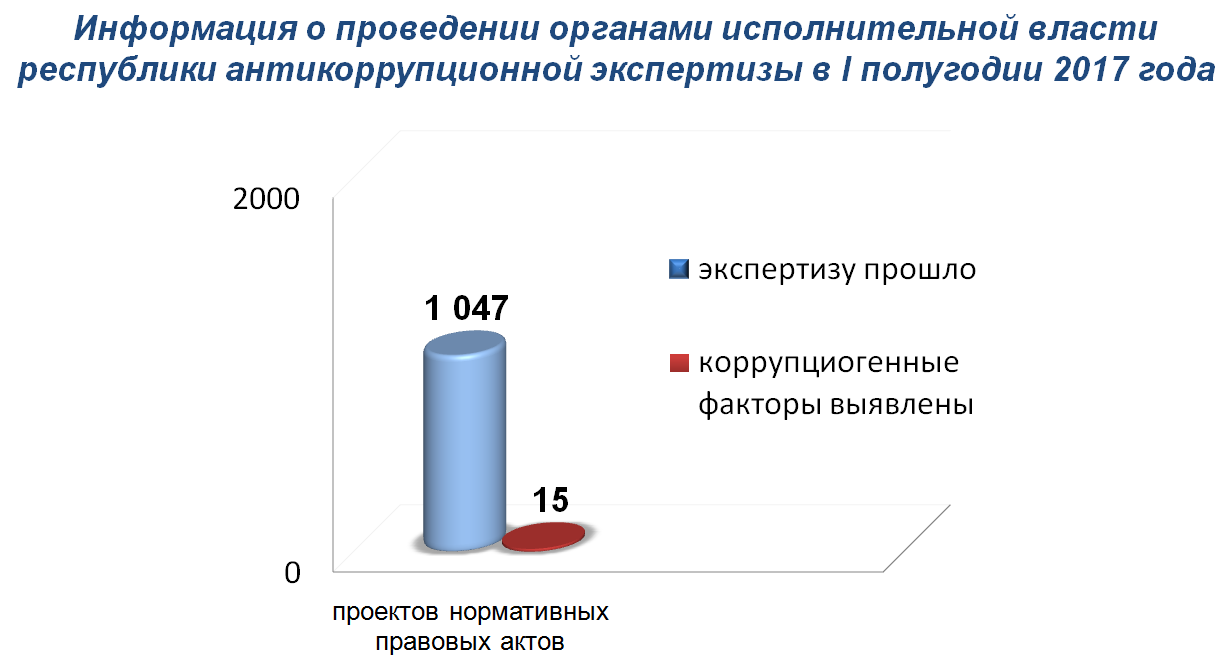 Информация о проведении органами исполнительной власти
республики антикоррупционной экспертизы в I полугодии 2017 года
2000
экспертизу прошло
1 047
коррупциогенные
факторы выявлены
15
0
проектов нормативных
правовых актов